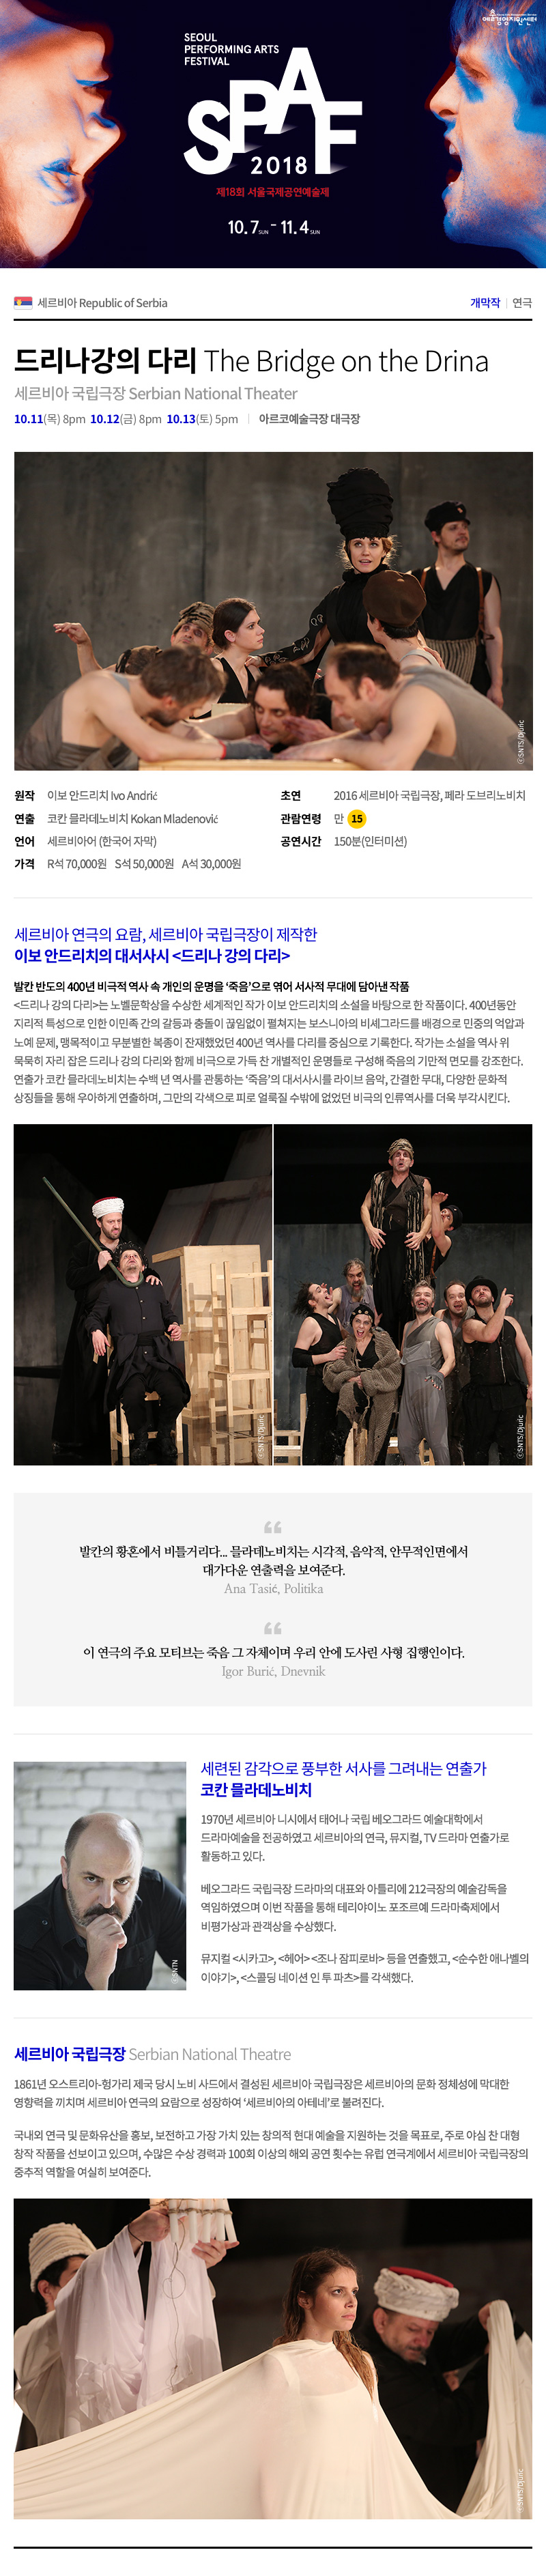 예술경영지원센터
SEOUL
PERFORMING ARTS
FESTIVAL
SPAF
2018
제18회 서울국제공연예술제
10.7SUN - 11.4SUN
세르비아 Republic of Serbia
개막작 | 연극
드리나강의 다리 The Bridge on the Drina
세르비아 국립극장 Serbian National Theater
10.11(목) 8pm 10.12(금) 8pm 10.13(토) 5pm | 아르코예술극장 대극장
ⓒSNTS/Djuric
원작 이보 안드리치 Ivo Andrić
초연 2016 세르비아 국립극장, 페라 도브리노비치
연출 코칸 믈라데노비치 Kokan Mladenović
관람연령 만 15
언어 세르비아어 (한국어 자막)
공연시간 150분(인터미션)
가격 R석 70,000원 S석 50,000원 A석 30,000원
세르비아 연극의 요람, 세르비아 국립극장이 제작한
이보 안드리치의 대서사시 <드리나 강의 다리>
발칸 반도의 400년 비극적 역사 속 개인의 운명을 ‘죽음’으로 엮어 서사적 무대에 담아낸 작품
<드리나 강의 다리>는 노벨문학상을 수상한 세계적인 작가 이보 안드리치의 소설을 바탕으로 한 작품이다. 400년동안
지리적 특성으로 인한 이민족 간의 갈등과 충돌이 끊임없이 펼쳐지는 보스니아의 비셰그라드를 배경으로 민중의 억압과
노예 문제, 맹목적이고 무분별한 복종이 잔재했었던 400년 역사를 다리를 중심으로 기록한다. 작가는 소설을 역사 위
묵묵히 자리 잡은 드리나 강의 다리와 함께 비극으로 가득 찬 개별적인 운명들로 구성해 죽음의 기만적 면모를 강조한다.
연출가 코칸 믈라데노비치는 수백 년 역사를 관통하는 ‘죽음’의 대서사시를 라이브 음악, 간결한 무대, 다양한 문화적
상징들을 통해 우아하게 연출하며, 그만의 각색으로 피로 얼룩질 수밖에 없었던 비극의 인류역사를 더욱 부각시킨다.
ⓒSNTS/Djuric
ⓒSNTS/Djuric
발칸의 황혼에서 비틀거리다... 믈라데노비치는 시각적, 음악적, 안무적인면에서
대가다운 연출력을 보여준다.
Ana Tasić, Politika
이 연극의 주요 모티브는 죽음 그 자체이며 우리 안에 도사린 사형 집행인이다.
Igor Burić, Dnevnik
ⓒSNTN
세련된 감각으로 풍부한 서사를 그려내는 연출가
코칸 믈라데노비치
1970년 세르비아 니시에서 태어나 국립 베오그라드 예술대학에서
드라마예술을 전공하였고 세르비아의 연극, 뮤지컬, TV 드라마 연출가로
활동하고 있다.
베오그라드 국립극장 드라마의 대표와 아틀리에 212극장의 예술감독을
역임하였으며 이번 작품을 통해 테리야이노 포조르예 드라마축제에서
비평가상과 관객상을 수상했다.
뮤지컬 <시카고>, <헤어> <조나 잠피로바> 등을 연출했고, <순수한 애나벨의
이야기>, <스콜딩 네이션 인 투 파츠>를 각색했다.
세르비아 국립극장 Serbian National Theatre
1861년 오스트리아-헝가리 제국 당시 노비 사드에서 결성된 세르비아 국립극장은 세르비아의 문화 정체성에 막대한
영향력을 끼치며 세르비아 연극의 요람으로 성장하여 ‘세르비아의 아테네’로 불려진다.
국내외 연극 및 문화유산을 홍보, 보전하고 가장 가치 있는 창의적 현대 예술을 지원하는 것을 목표로, 주로 야심 찬 대형
창작 작품을 선보이고 있으며, 수많은 수상 경력과 100회 이상의 해외 공연 횟수는 유럽 연극계에서 세르비아 국립극장의
중추적 역할을 여실히 보여준다.
ⓒSNTS/Djuric